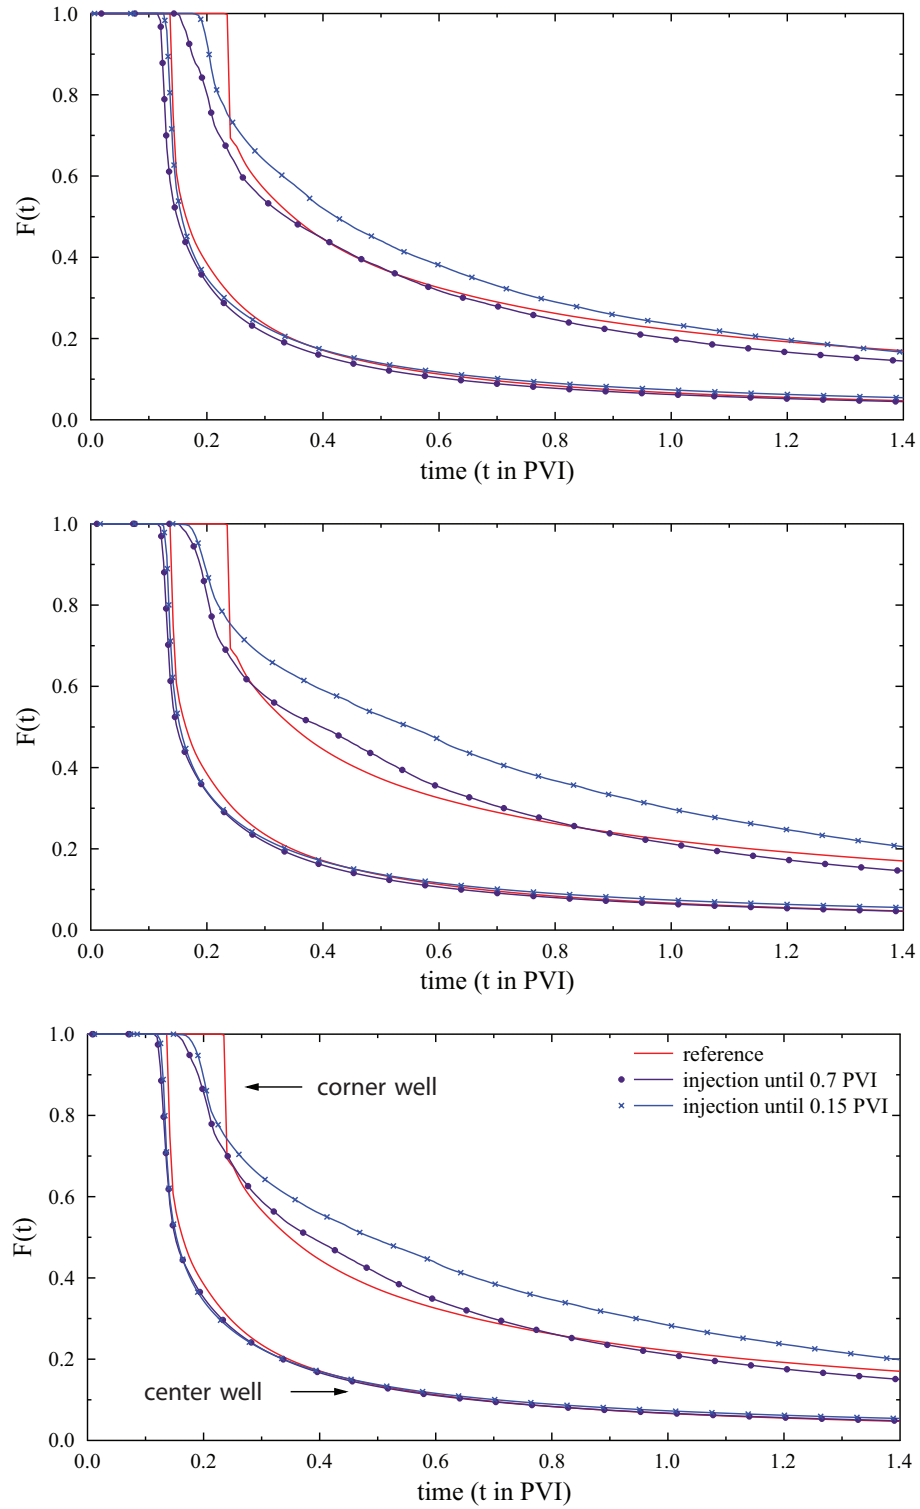 1.0
0.8
0.6
0.4
0.2
0.0
F(t)
0.0 0.2 0.4 0.6 0.8 1.0 1.2 1.4
time (t in PVI)
1.0
0.8
0.6
0.4
0.2
0.0
F(t)
0.0 0.2 0.4 0.6 0.8 1.0 1.2 1.4
time (t in PVI)
1.0
reference
injection until 0.7 PVI
injection until 0.15 PVI
corner well
0.8
0.6
0.4
0.2
0.0
F(t)
center well
0.0 0.2 0.4 0.6 0.8 1.0 1.2 1.4
time (t in PVI)